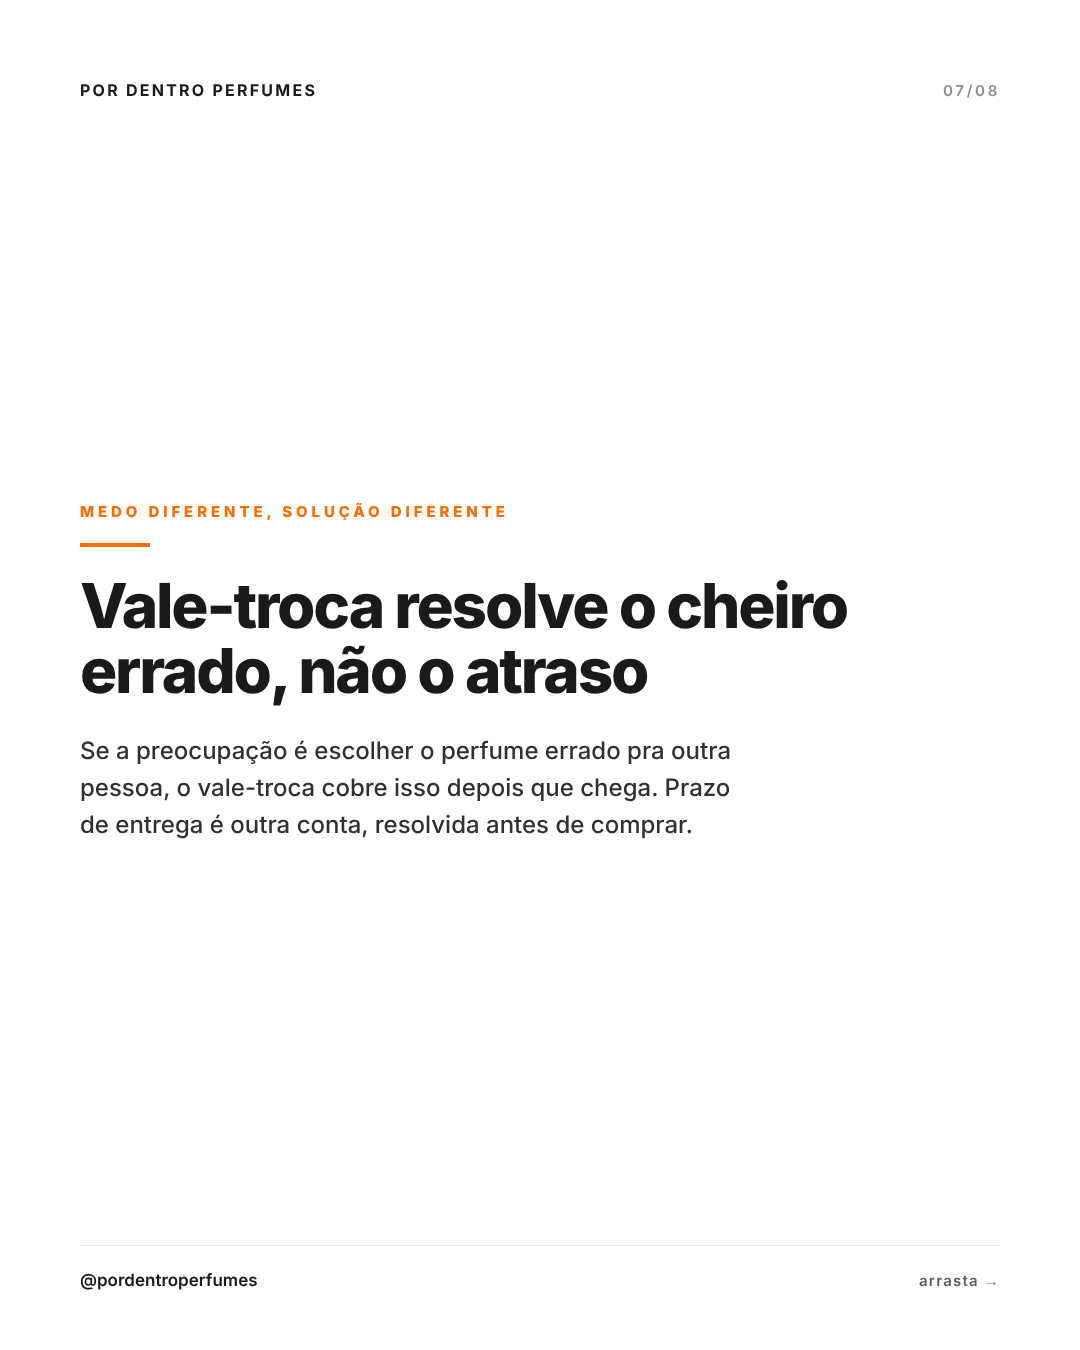 POR DENTRO PERFUMES
07/08
MEDO DIFERENTE, SOLUÇÃO DIFERENTE
Vale-troca resolve o cheiro
errado, não o atraso
Se a preocupação é escolher o perfume errado pra outra
pessoa, o vale-troca cobre isso depois que chega. Prazo
de entrega é outra conta, resolvida antes de comprar.
@pordentroperfumes
arrasta →